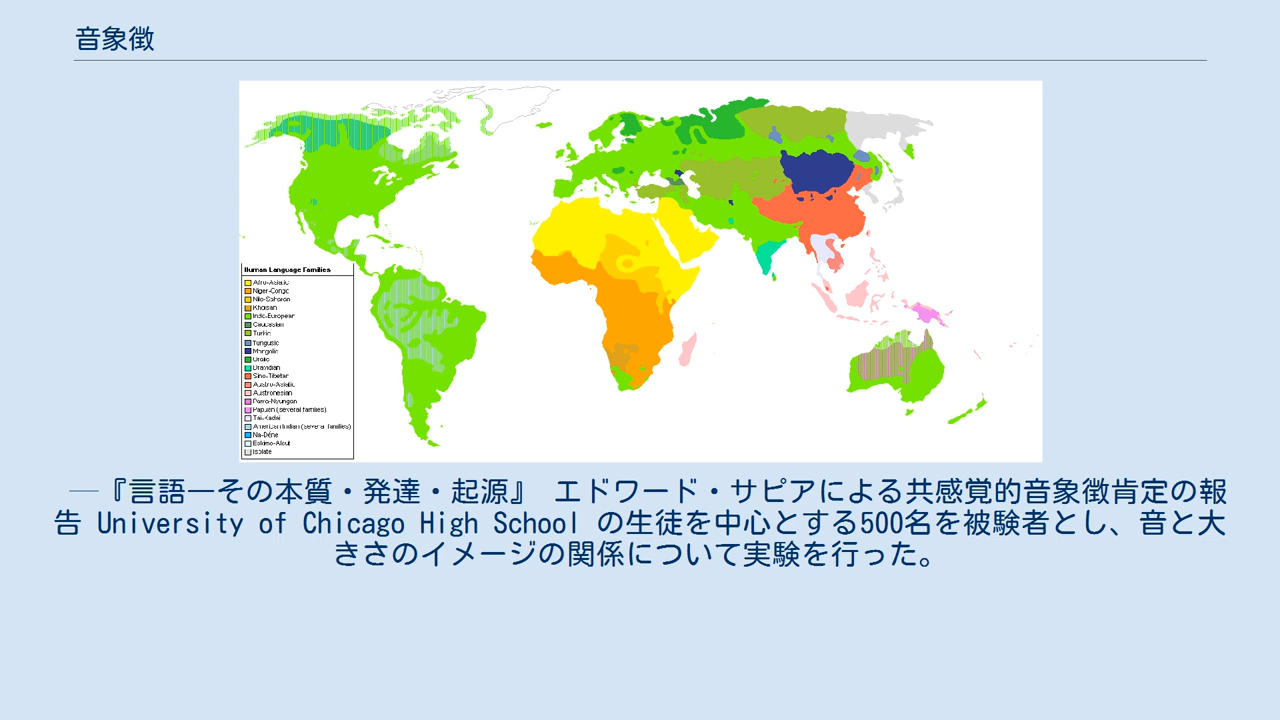 音象徴
Human Language Families
Afro-Asiatic
Niger-Congo
Nilo-Saharan
Khoisan
Indo-European
Caucasian
Turkic
Tungusic
Mongolic
Uralic
Dravidian
Sino-Tibetan
Austro-Asiatic
Austronesian
Pama-Nyungan
Papuan (several families)
Tai-Kadai
American Indian (several families)
Na-Dené
Eskimo-Aleut
Isolate
―『言語―その本質・発達・起源』 エドワード・サピアによる共感覚的音象徴肯定の報
告 University of Chicago High School の生徒を中心とする500名を被験者とし、音と大
きさのイメージの関係について実験を行った。